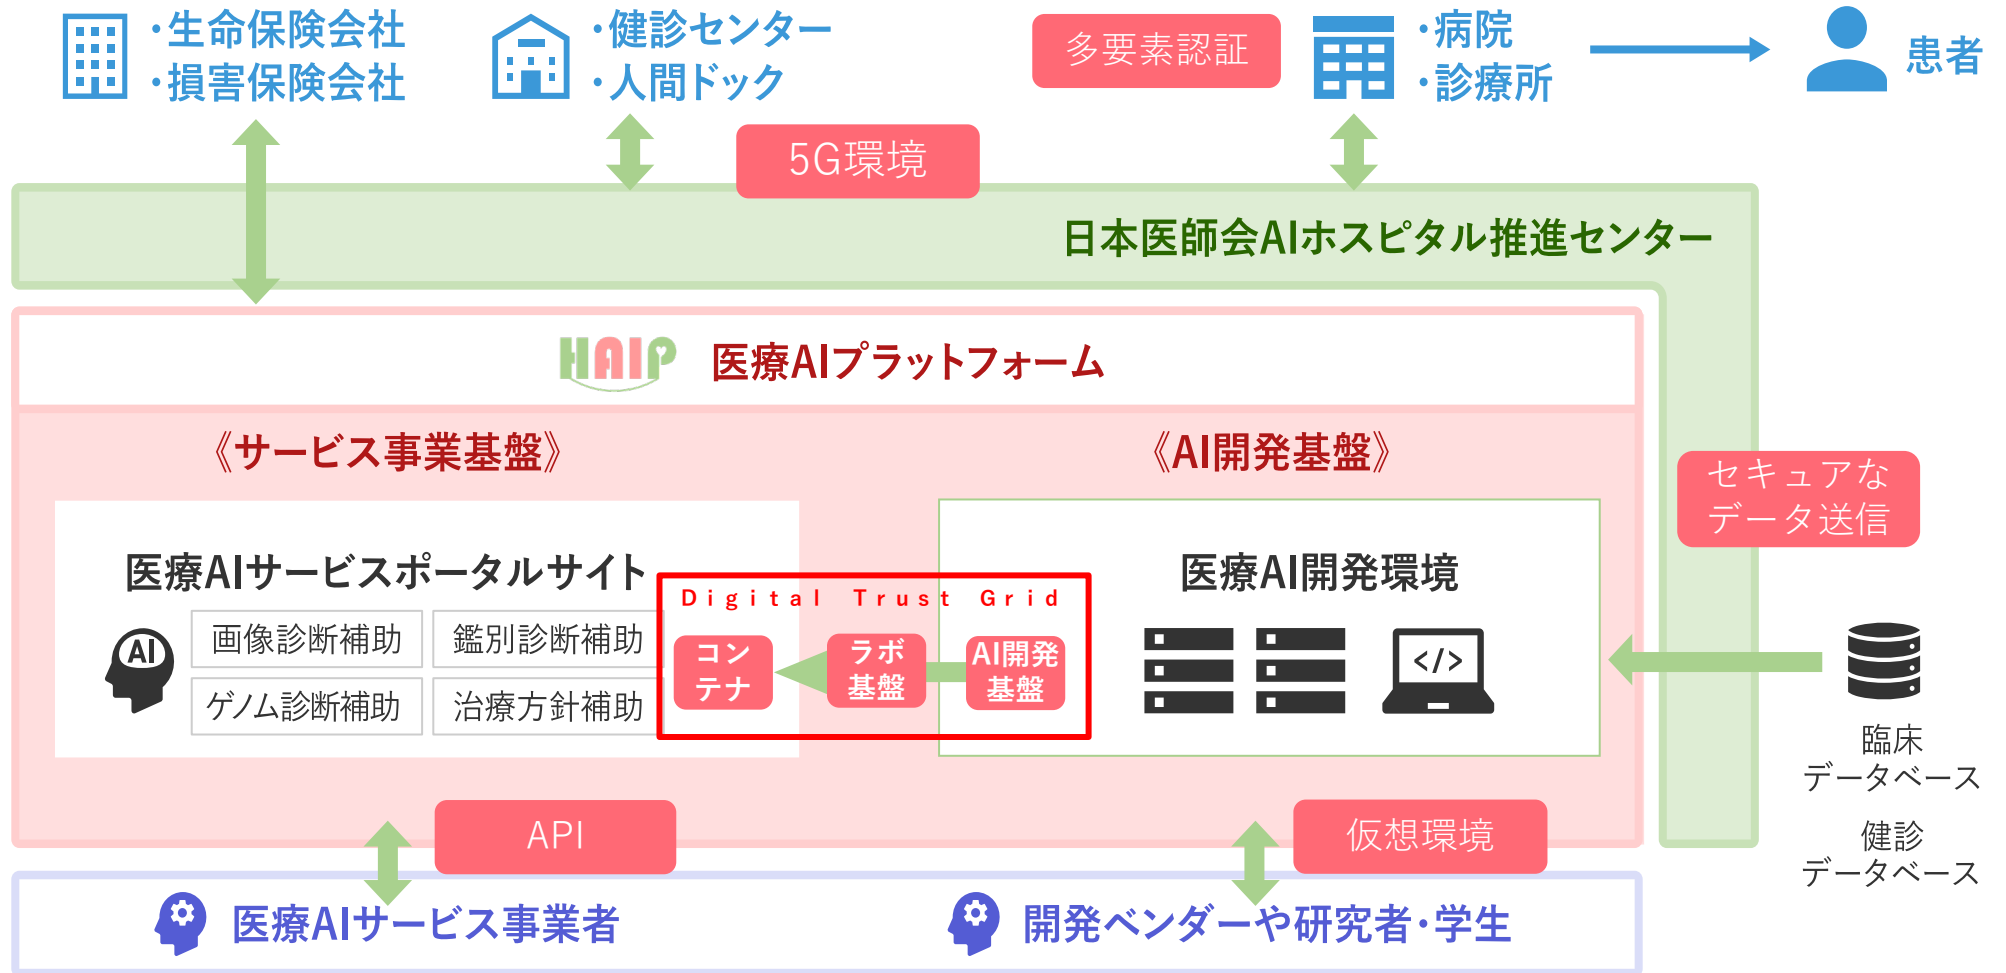 ・生命保険会社
・損害保険会社
・健診センター
・人間ドック
多要素認証
・病院
・診療所
患者
5G環境
日本医師会AIホスピタル推進センター
HAIP
医療AIプラットフォーム
《サービス事業基盤》
《AI開発基盤》
セキュアな
データ送信
医療AIサービスポータルサイト
医療AI開発環境
Digital Trust Grid
AI
画像診断補助
鑑別診断補助
ゲノム診断補助
治療方針補助
コン
テナ
ラボ
基盤
AI開発
基盤
</>
臨床
データベース
健診
データベース
API
仮想環境
医療AIサービス事業者
開発ベンダーや研究者・学生